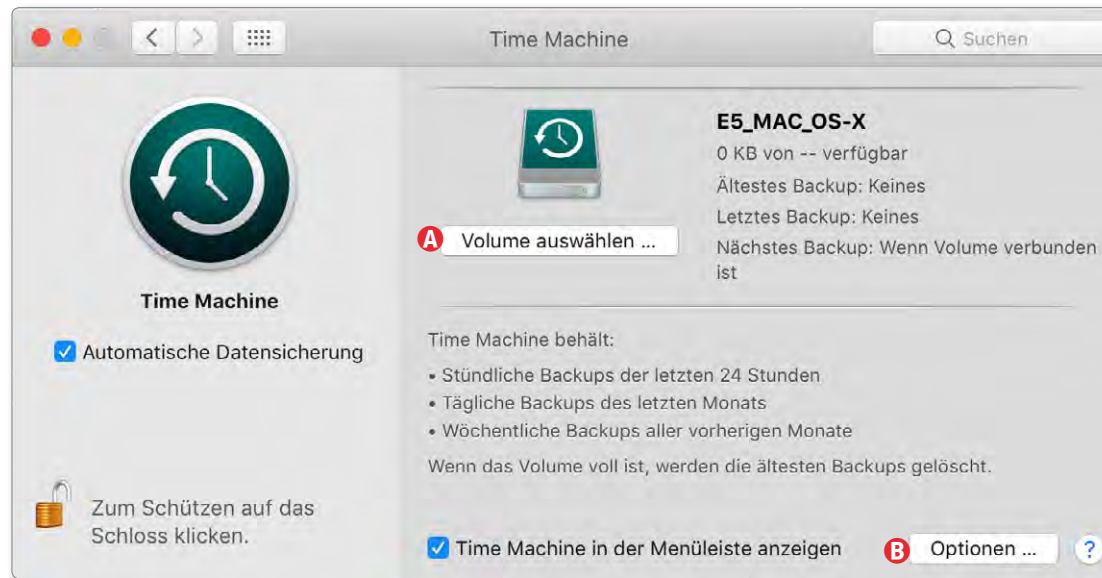 Time Machine
Suchen
Time Machine
Automatische Datensicherung
Zum Schützen auf das
Schloss klicken.
E5_MAC_OS-X
0 KB von -- verfügbar
Ältestes Backup: Keines
Letztes Backup: Keines
Nächstes Backup: Wenn Volume verbunden
ist
A Volume auswählen ...
Time Machine behält:
• Stündliche Backups der letzten 24 Stunden
• Tägliche Backups des letzten Monats
• Wöchentliche Backups aller vorherigen Monate
Wenn das Volume voll ist, werden die ältesten Backups gelöscht.
Time Machine in der Menüleiste anzeigen
B Optionen ... ?